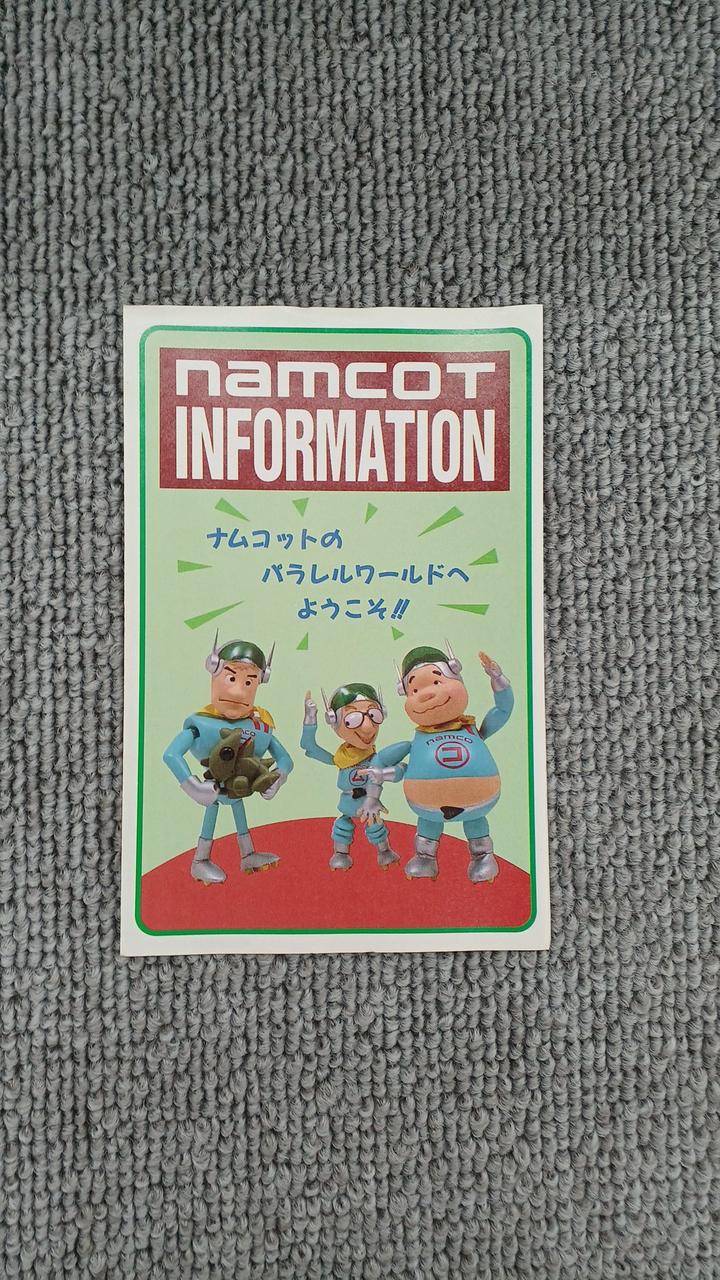 namcoT
INFORMATION
ナムコットの
パラレルワールドへ
ようこそ!!
namco
コ